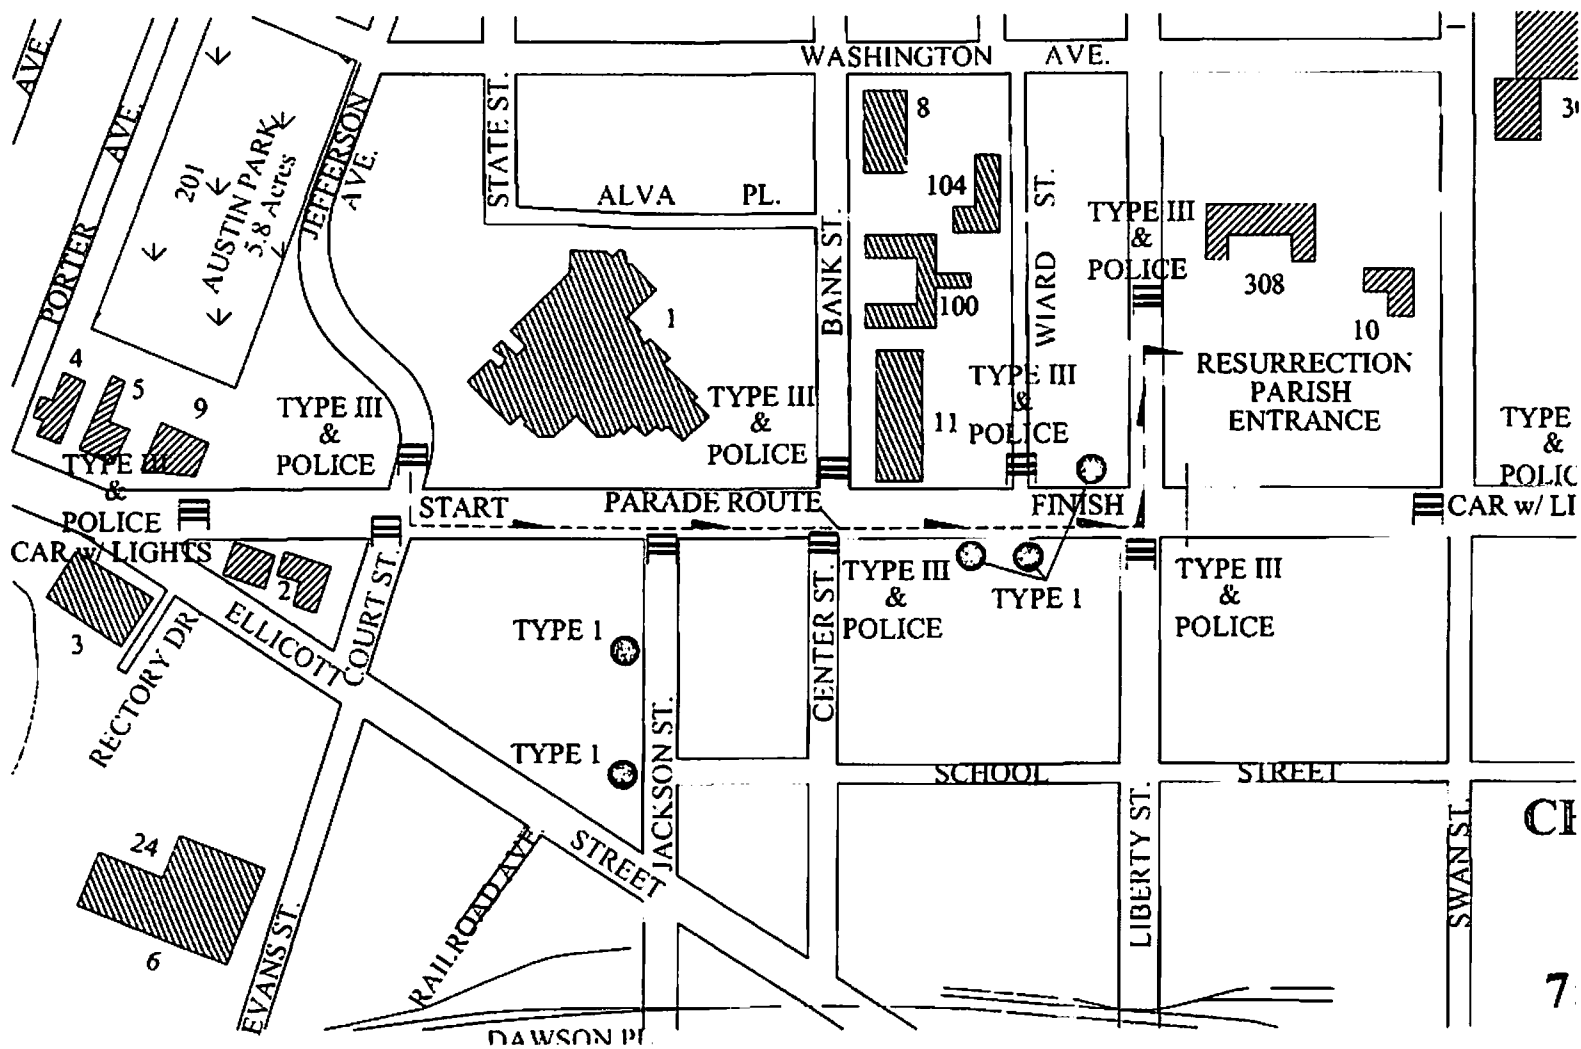 WASHINGTON AVE.
AVE.
PORTER AVE.
201
AUSTIN PARK
5.8 Acres
JEFFERSON AVE.
STATE ST.
ALVA PL.
BANK ST.
8
104
100
11
WIARD ST.
TYPE III
&
POLICE
308
10
1
RESURRECTION
PARISH
ENTRANCE
4
5
9
TYPE III
&
POLICE
TYPE III
&
POLICE
TYPE III
&
POLICE
TYPE III
&
POLICE
CAR w/ LIGHTS
START
PARADE ROUTE
FINISH
TYPE
&
CAR w/ LI
2
3
RECTORY DR.
ELLICOTT STREET
COURT ST.
TYPE 1
TYPE 1
JACKSON ST.
CENTER ST.
TYPE III
&
POLICE
TYPE 1
TYPE III
&
POLICE
SCHOOL STREET
LIBERTY ST.
SWAN ST.
24
6
EVANS ST.
RAILROAD AVE.
DAWSON PL.